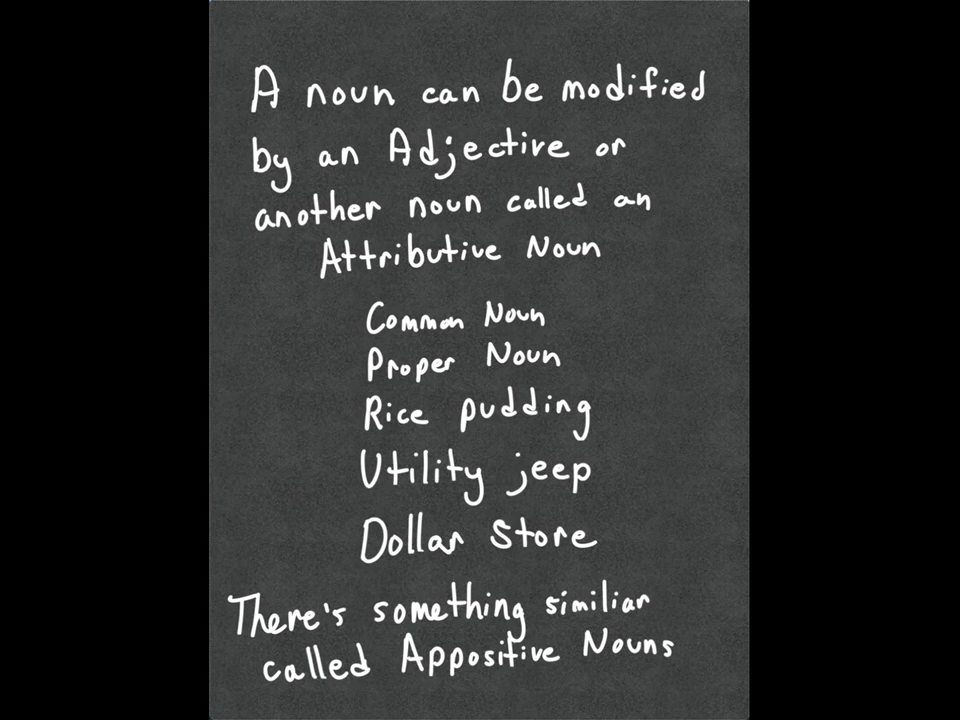 A noun can be modified
by an Adjective or
another noun called an
Attributive Noun
Common Noun
Proper Noun
Rice pudding
Utility jeep
Dollar Store
There's something similiar
called Appositive Nouns